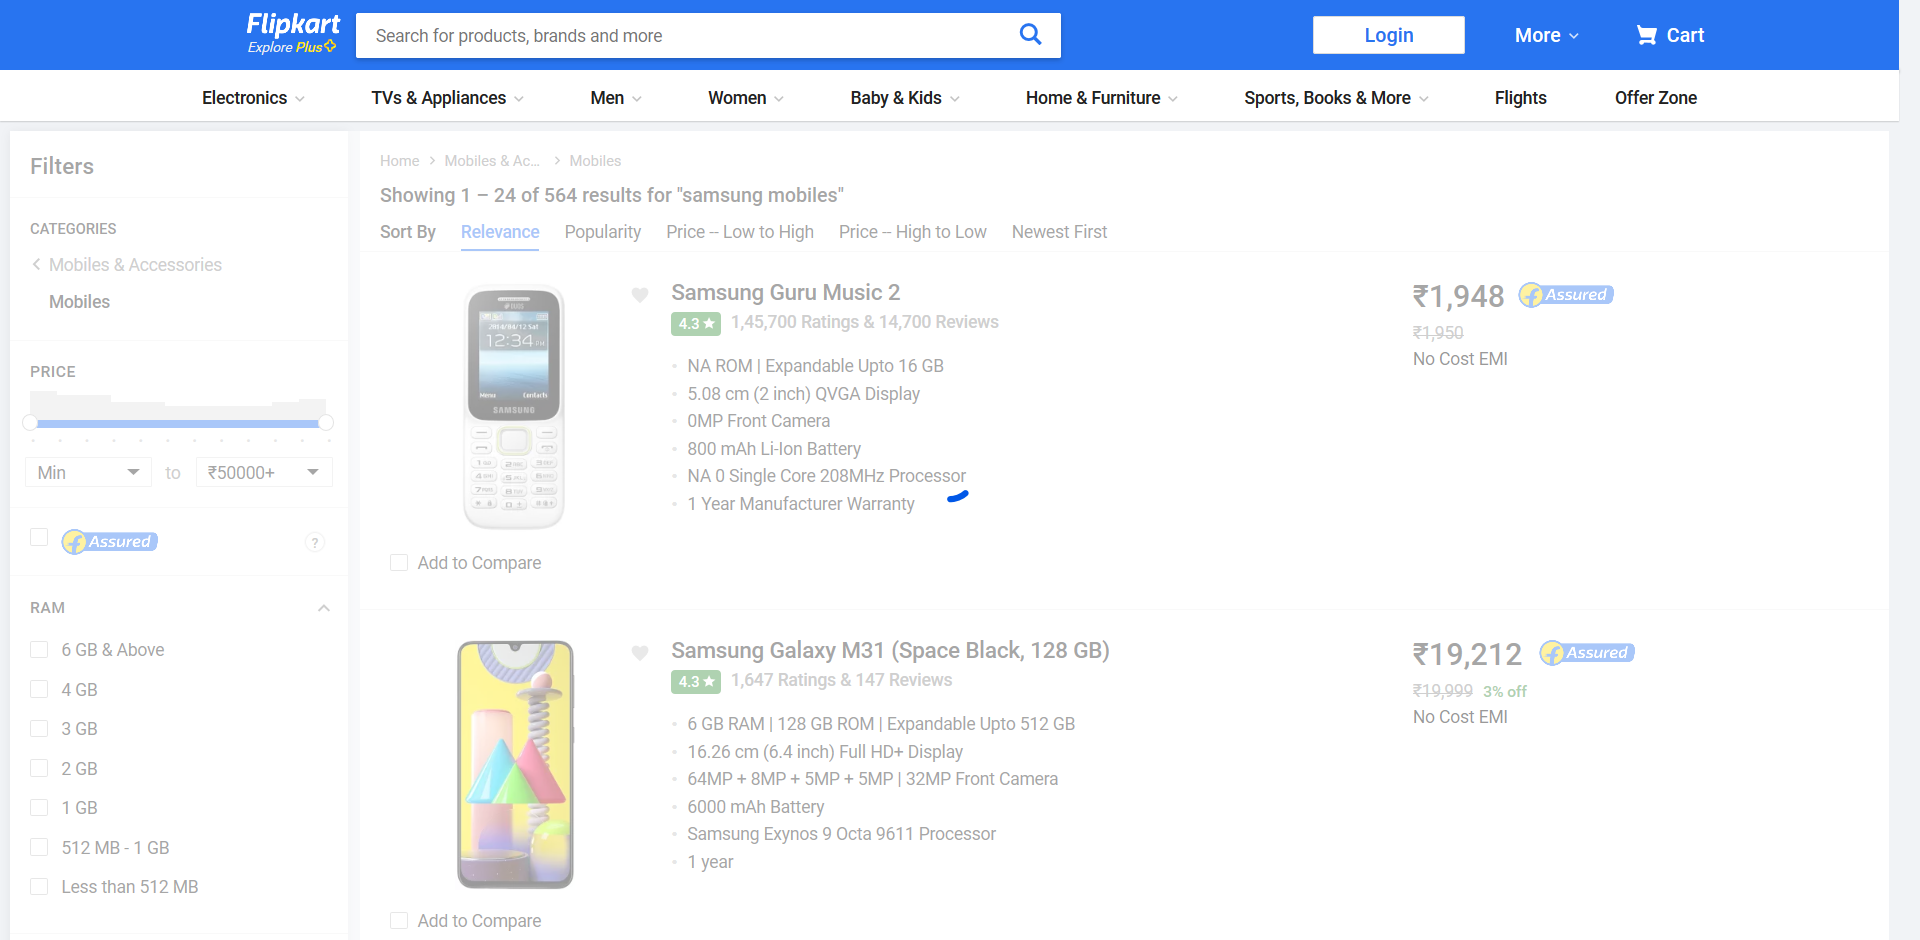 Flipkart
Explore Plus
Search for products, brands and more
Login
More
Cart
Electronics
TVs & Appliances
Men
Women
Baby & Kids
Home & Furniture
Sports, Books & More
Flights
Offer Zone
Filters
CATEGORIES
Mobiles & Accessories
Mobiles
PRICE
Min
to
₹50000+
Assured
?
RAM
6 GB & Above
4 GB
3 GB
2 GB
1 GB
512 MB - 1 GB
Less than 512 MB
Home
Mobiles & Ac...
Mobiles
Showing 1 – 24 of 564 results for "samsung mobiles"
Sort By
Relevance
Popularity
Price -- Low to High
Price -- High to Low
Newest First
2014/04/12 Sat
12:34 PM
Menu
Contacts
SAMSUNG
Add to Compare
Samsung Guru Music 2
4.3 ★ 1,45,700 Ratings & 14,700 Reviews
NA ROM | Expandable Upto 16 GB
5.08 cm (2 inch) QVGA Display
0MP Front Camera
800 mAh Li-Ion Battery
NA 0 Single Core 208MHz Processor
1 Year Manufacturer Warranty
₹1,948
Assured
₹1,950
No Cost EMI
Add to Compare
Samsung Galaxy M31 (Space Black, 128 GB)
4.3 ★ 1,647 Ratings & 147 Reviews
6 GB RAM | 128 GB ROM | Expandable Upto 512 GB
16.26 cm (6.4 inch) Full HD+ Display
64MP + 8MP + 5MP + 5MP | 32MP Front Camera
6000 mAh Battery
Samsung Exynos 9 Octa 9611 Processor
1 year
₹19,212
Assured
₹19,999 3% off
No Cost EMI